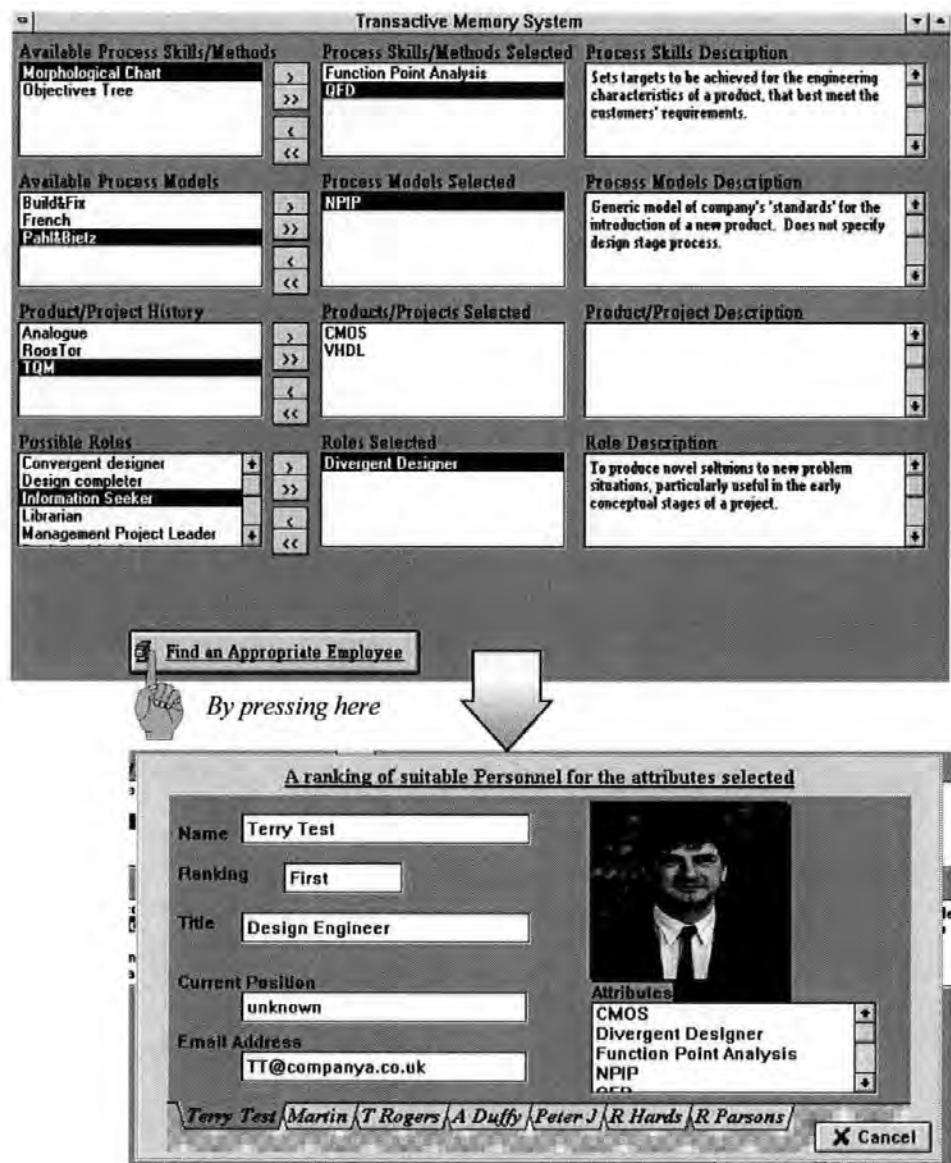 Transactive Memory System
Available Process Skills/Methods
Process Skills/Methods Selected
Process Skills Description
Morphological Chart
Objectives Tree
>
>>
<
<<
Function Point Analysis
QFD
Sets targets to be achieved for the engineering
characteristics of a product, that best meet the
customers' requirements.
Available Process Models
Process Models Selected
Process Models Description
Build&Fix
French
Pahl&Bietz
>
>>
<
<<
NPIP
Generic model of company's 'standards' for the
introduction of a new product. Does not specify
design stage process.
Product/Project History
Products/Projects Selected
Product/Project Description
Analogue
RoosTor
TQM
>
>>
<
<<
CMOS
VHDL
Possible Roles
Roles Selected
Role Description
Convergent designer
Design completer
Information Seeker
Librarian
Management Project Leader
>
>>
<
<<
Divergent Designer
To produce novel soltuions to new problem
situations, particularly useful in the early
conceptual stages of a project.
Find an Appropriate Employee
By pressing here
A ranking of suitable Personnel for the attributes selected
Name Terry Test
Ranking First
Title Design Engineer
Current Position
unknown
Email Address
TT@companya.co.uk
Attributes
CMOS
Divergent Designer
Function Point Analysis
NPIP
Terry Test Martin T Rogers A Duffy Peter J R Hards R Parsons
X Cancel